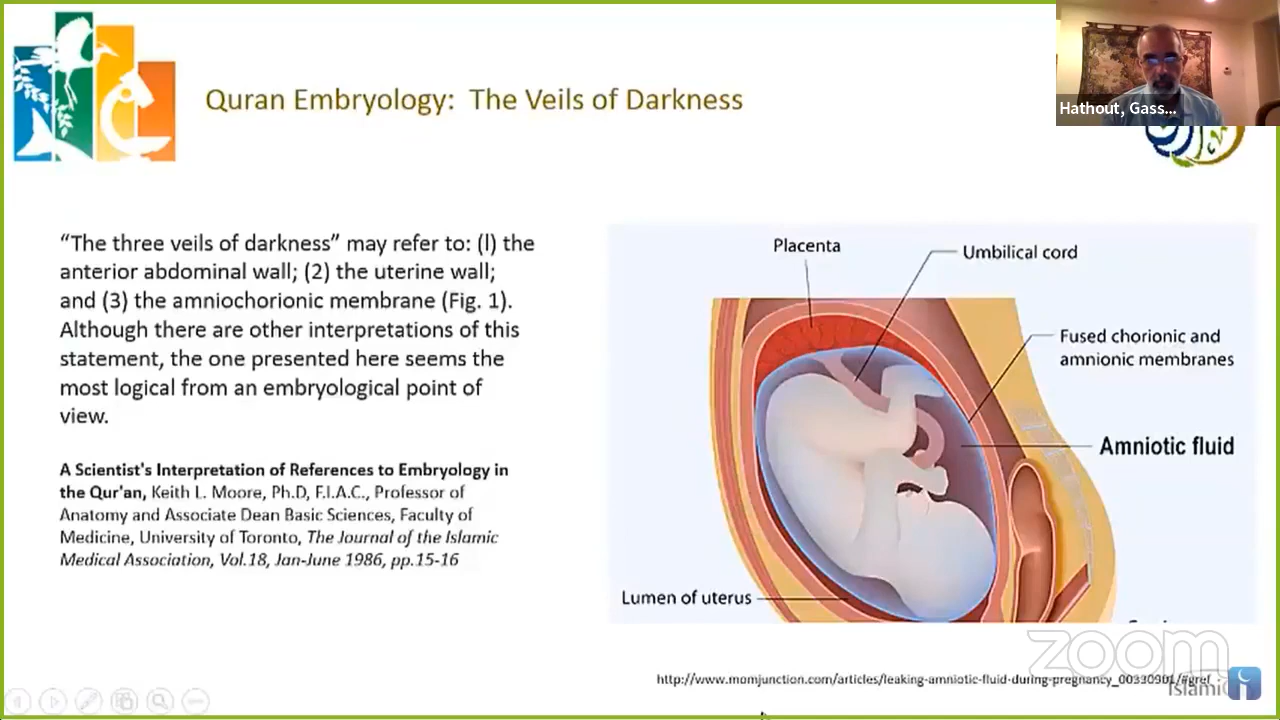 Quran Embryology: The Veils of Darkness
Hathout, Gass...
“The three veils of darkness” may refer to: (l) the
anterior abdominal wall; (2) the uterine wall;
and (3) the amniochorionic membrane (Fig. 1).
Although there are other interpretations of this
statement, the one presented here seems the
most logical from an embryological point of
view.
A Scientist's Interpretation of References to Embryology in
the Qur'an, Keith L. Moore, Ph.D, F.I.A.C., Professor of
Anatomy and Associate Dean Basic Sciences, Faculty of
Medicine, University of Toronto, The Journal of the Islamic
Medical Association, Vol.18, Jan-June 1986, pp.15-16
Placenta
Umbilical cord
Fused chorionic and
amnionic membranes
Amniotic fluid
Lumen of uterus
zoom
http://www.momjunction.com/articles/leaking-amniotic-fluid-during-pregnancy_00330901/#gref
Islami